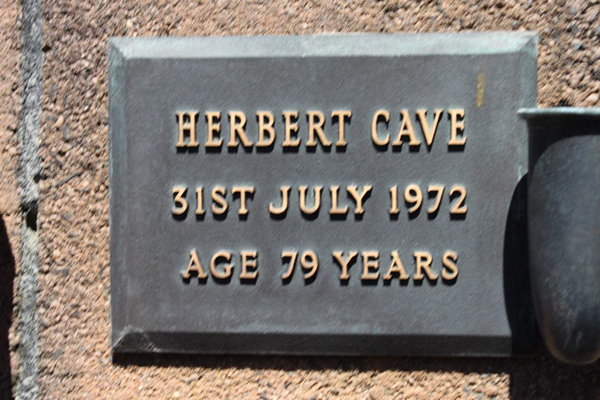 HERBERT CAVE
31ST JULY 1972
AGE 79 YEARS